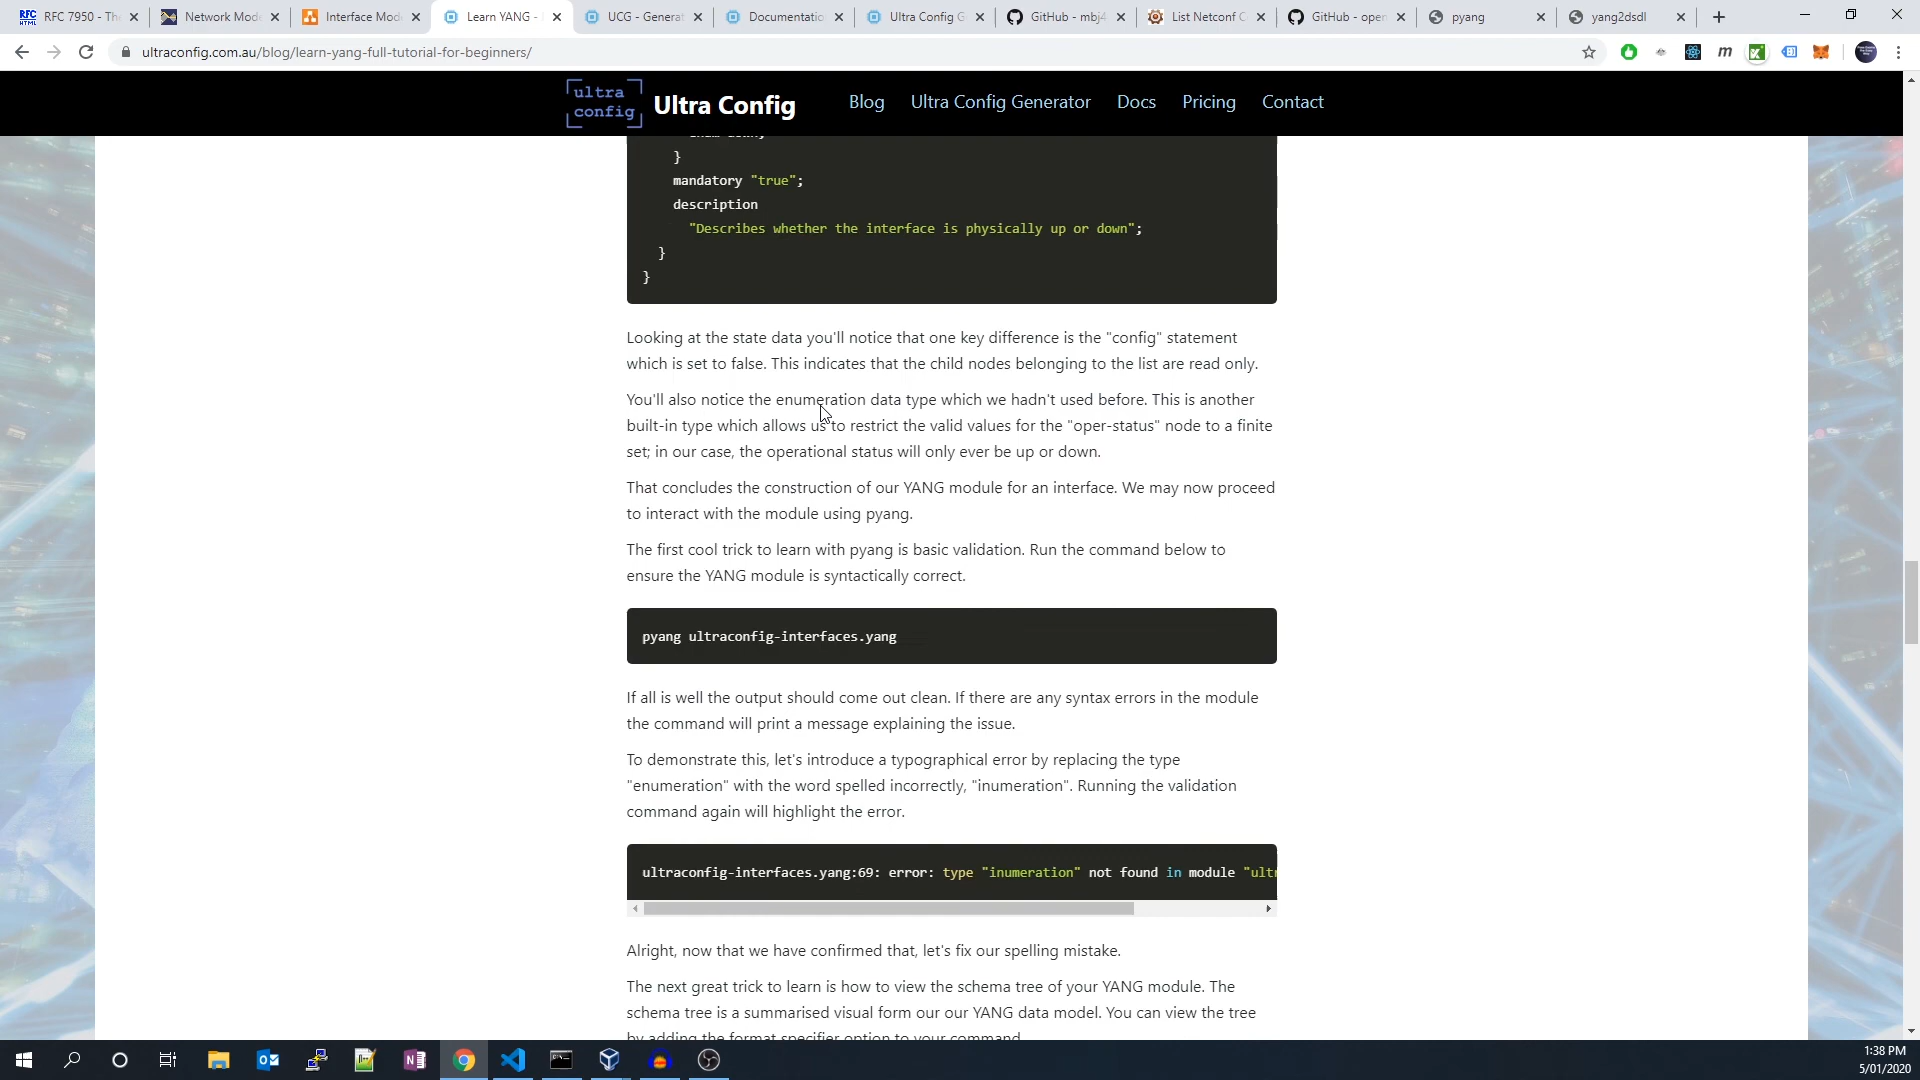 RFC 7950 - The
Network Mod
Interface Mod
Learn YANG -
UCG - Generat
Documentatio
Ultra Config G
GitHub - mbj4
List Netconf C
GitHub - open
pyang
yang2dsdl
ultraconfig.com.au/blog/learn-yang-full-tutorial-for-beginners/
ultra
config
Ultra Config
Blog
Ultra Config Generator
Docs
Pricing
Contact
}
mandatory "true";
description
"Describes whether the interface is physically up or down";
}
}
Looking at the state data you'll notice that one key difference is the "config" statement
which is set to false. This indicates that the child nodes belonging to the list are read only.
You'll also notice the enumeration data type which we hadn't used before. This is another
built-in type which allows us to restrict the valid values for the "oper-status" node to a finite
set; in our case, the operational status will only ever be up or down.
That concludes the construction of our YANG module for an interface. We may now proceed
to interact with the module using pyang.
The first cool trick to learn with pyang is basic validation. Run the command below to
ensure the YANG module is syntactically correct.
pyang ultraconfig-interfaces.yang
If all is well the output should come out clean. If there are any syntax errors in the module
the command will print a message explaining the issue.
To demonstrate this, let's introduce a typographical error by replacing the type
"enumeration" with the word spelled incorrectly, "inumeration". Running the validation
command again will highlight the error.
ultraconfig-interfaces.yang:69: error: type "inumeration" not found in module "ultr
Alright, now that we have confirmed that, let's fix our spelling mistake.
The next great trick to learn is how to view the schema tree of your YANG module. The
schema tree is a summarised visual form our our YANG data model. You can view the tree
by adding the format specifier option to your command
1:38 PM
5/01/2020